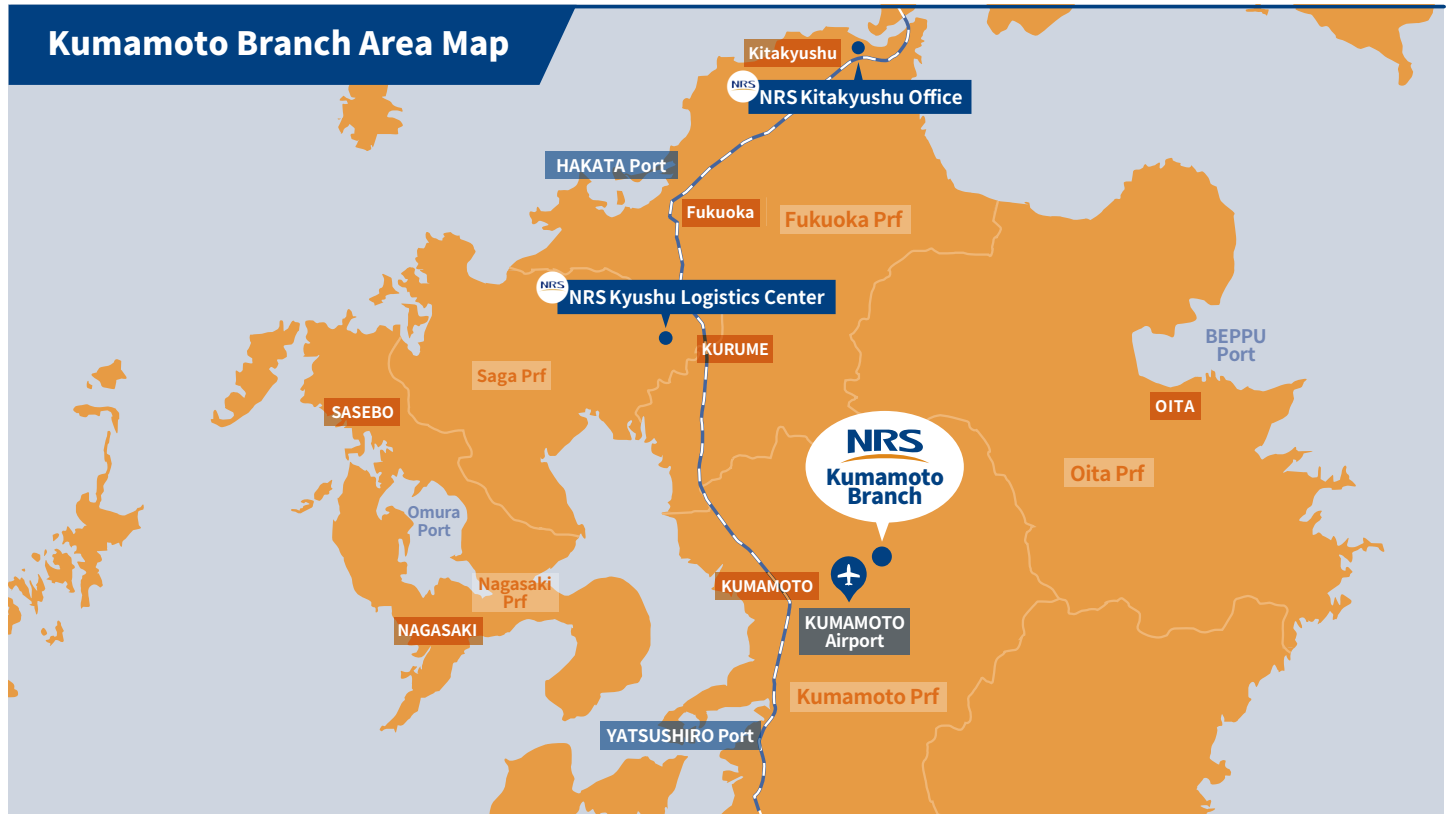 Kumamoto Branch Area Map
Kitakyushu
NRS
NRS Kitakyushu Office
HAKATA Port
Fukuoka
Fukuoka Prf
NRS
NRS Kyushu Logistics Center
KURUME
BEPPU
Port
Saga Prf
SASEBO
OITA
NRS
Kumamoto
Branch
Oita Prf
Omura
Port
Nagasaki
Prf
KUMAMOTO
NAGASAKI
KUMAMOTO
Airport
Kumamoto Prf
YATSUSHIRO Port